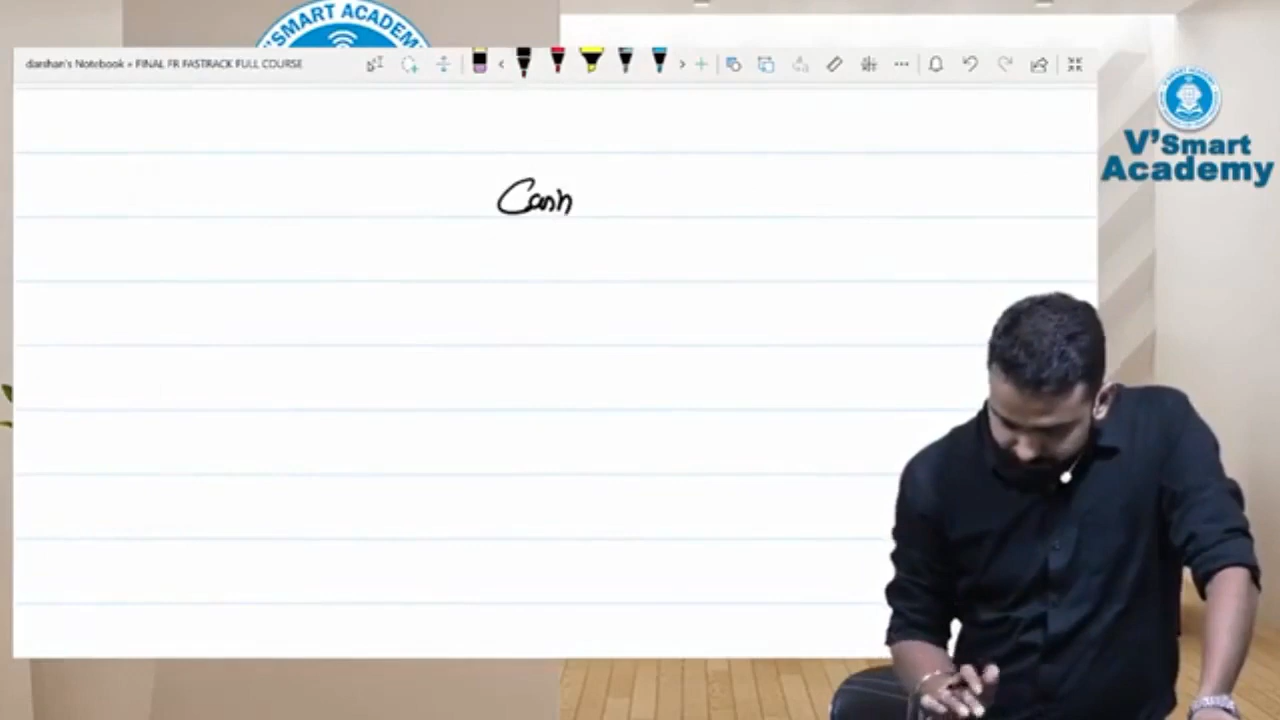 'SMART ACADEMY
darshan's Notebook » FINAL FR FASTRACK FULL COURSE
Cash
V'Smart
Academy